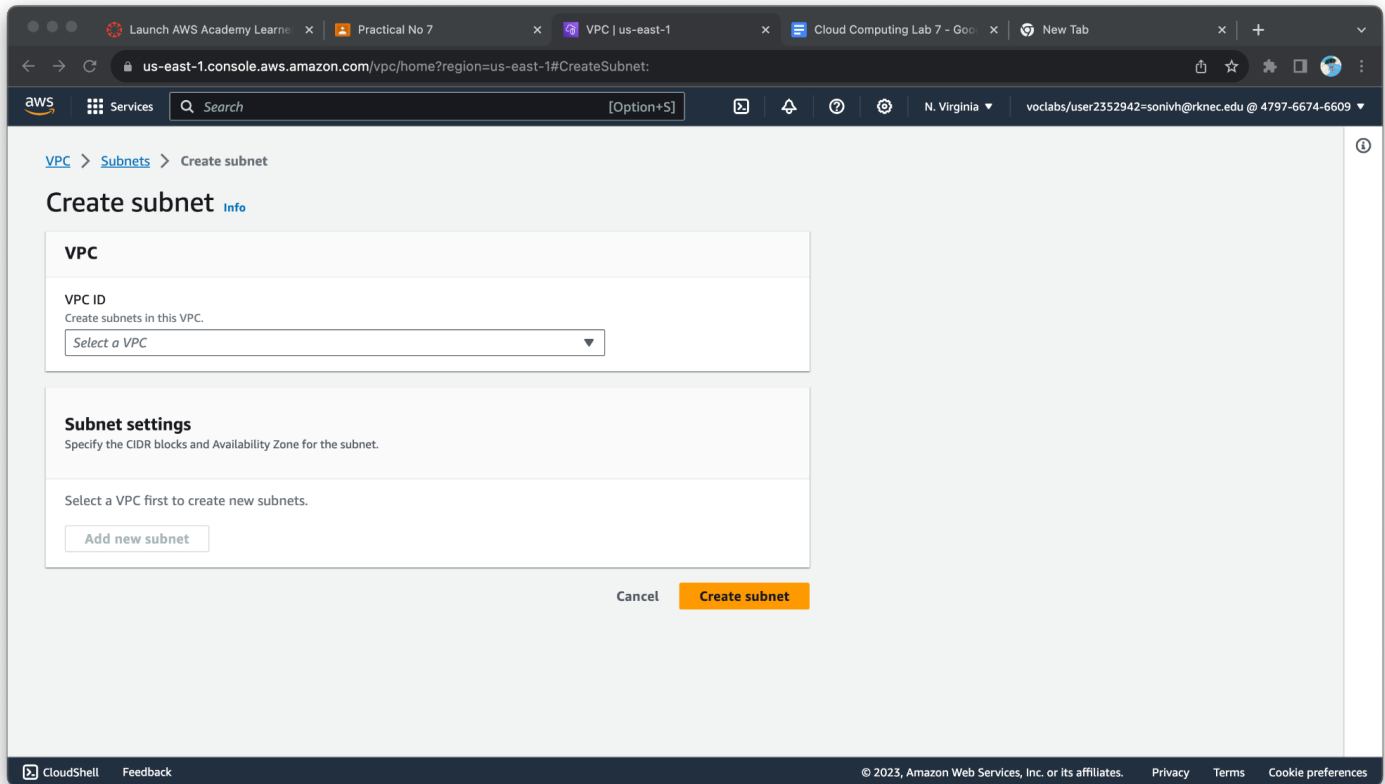 Launch AWS Academy Learne
Practical No 7
VPC | us-east-1
Cloud Computing Lab 7 - Goo
New Tab
us-east-1.console.aws.amazon.com/vpc/home?region=us-east-1#CreateSubnet:
aws
Services
Search
[Option+S]
N. Virginia
voclabs/user2352942=sonivh@rknec.edu @ 4797-6674-6609
VPC > Subnets > Create subnet
Create subnet Info
VPC
VPC ID
Create subnets in this VPC.
Select a VPC
Subnet settings
Specify the CIDR blocks and Availability Zone for the subnet.
Select a VPC first to create new subnets.
Add new subnet
Cancel
Create subnet
CloudShell
Feedback
© 2023, Amazon Web Services, Inc. or its affiliates.
Privacy
Terms
Cookie preferences